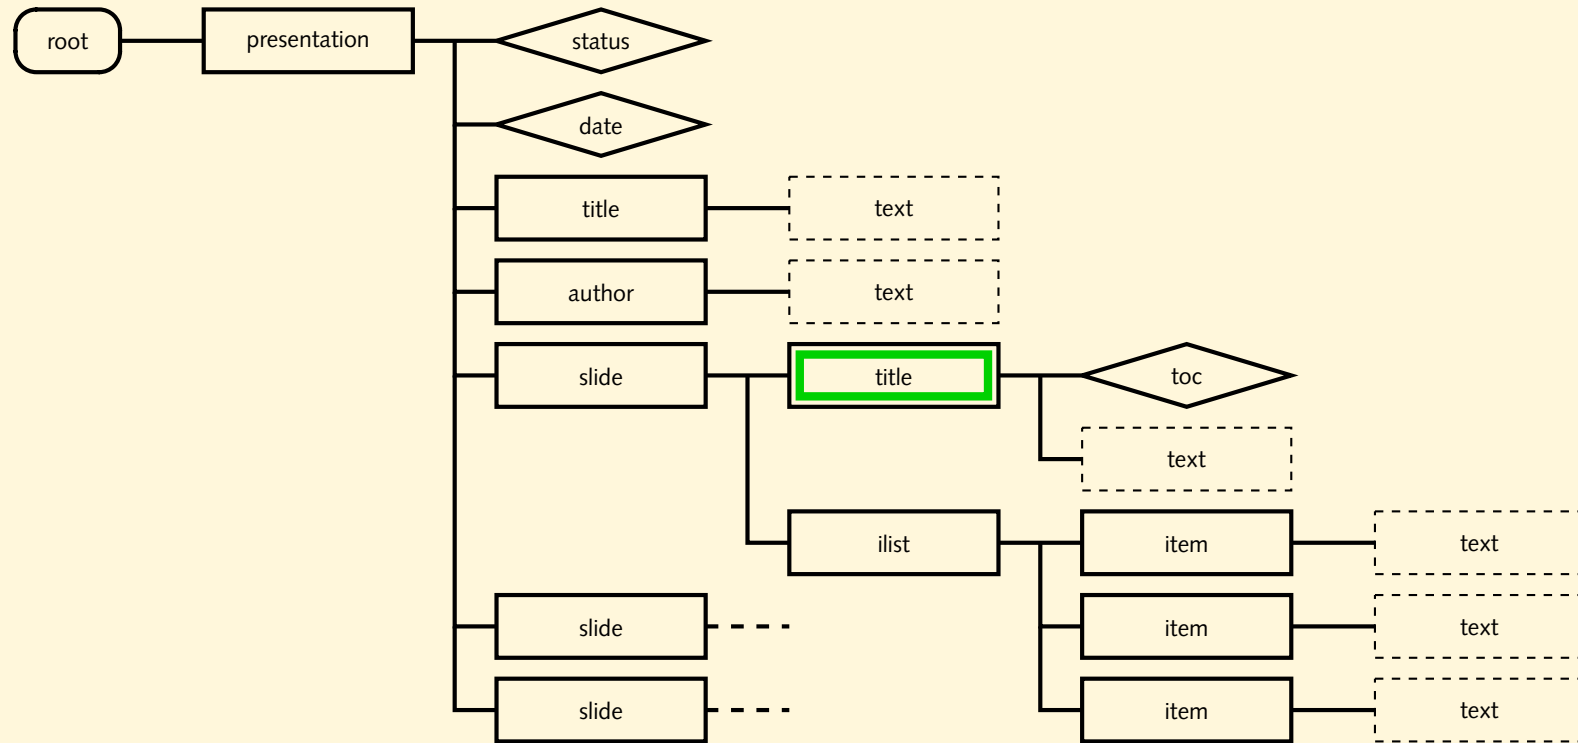 root presentation status
date
title text
author text
slide title toc
text
ilist item text
slide item text
slide item text